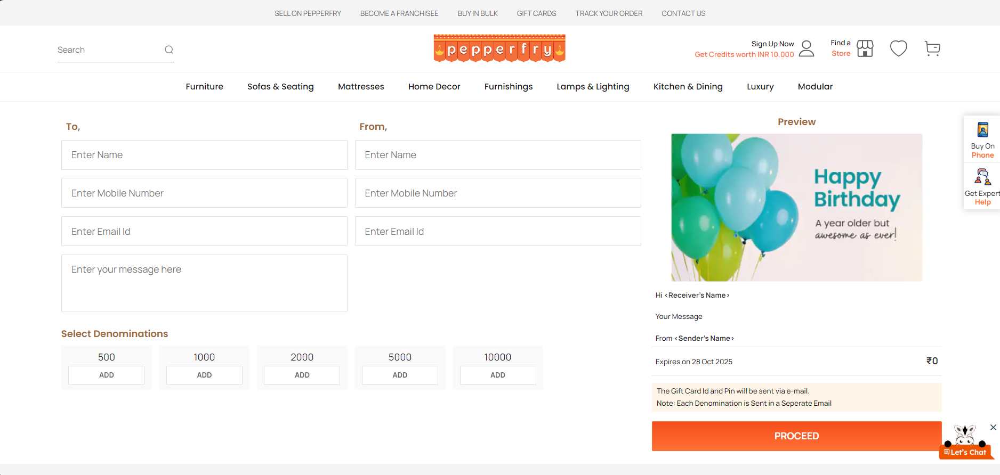 SELL ON PEPPERFRY BECOME A FRANCHISEE BUY IN BULK GIFT CARDS TRACK YOUR ORDER CONTACT US
Search
pepperfry
Sign Up Now
Get Credits worth INR 10,000
Find a
Store
Furniture Sofas & Seating Mattresses Home Decor Furnishings Lamps & Lighting Kitchen & Dining Luxury Modular
To,
Enter Name
Enter Mobile Number
Enter Email Id
Enter your message here
From,
Enter Name
Enter Mobile Number
Enter Email Id
Select Denominations
500 1000 2000 5000 10000
ADD ADD ADD ADD ADD
Preview
Happy
Birthday
A year older but
awesome as ever!
Hi <Receiver's Name>
Your Message
From <Sender's Name>
Expires on 28 Oct 2025 ₹0
The Gift Card Id and Pin will be sent via e-mail.
Note: Each Denomination is Sent in a Seperate Email
PROCEED
Buy On
Phone
Get Expert
Help
Let's Chat